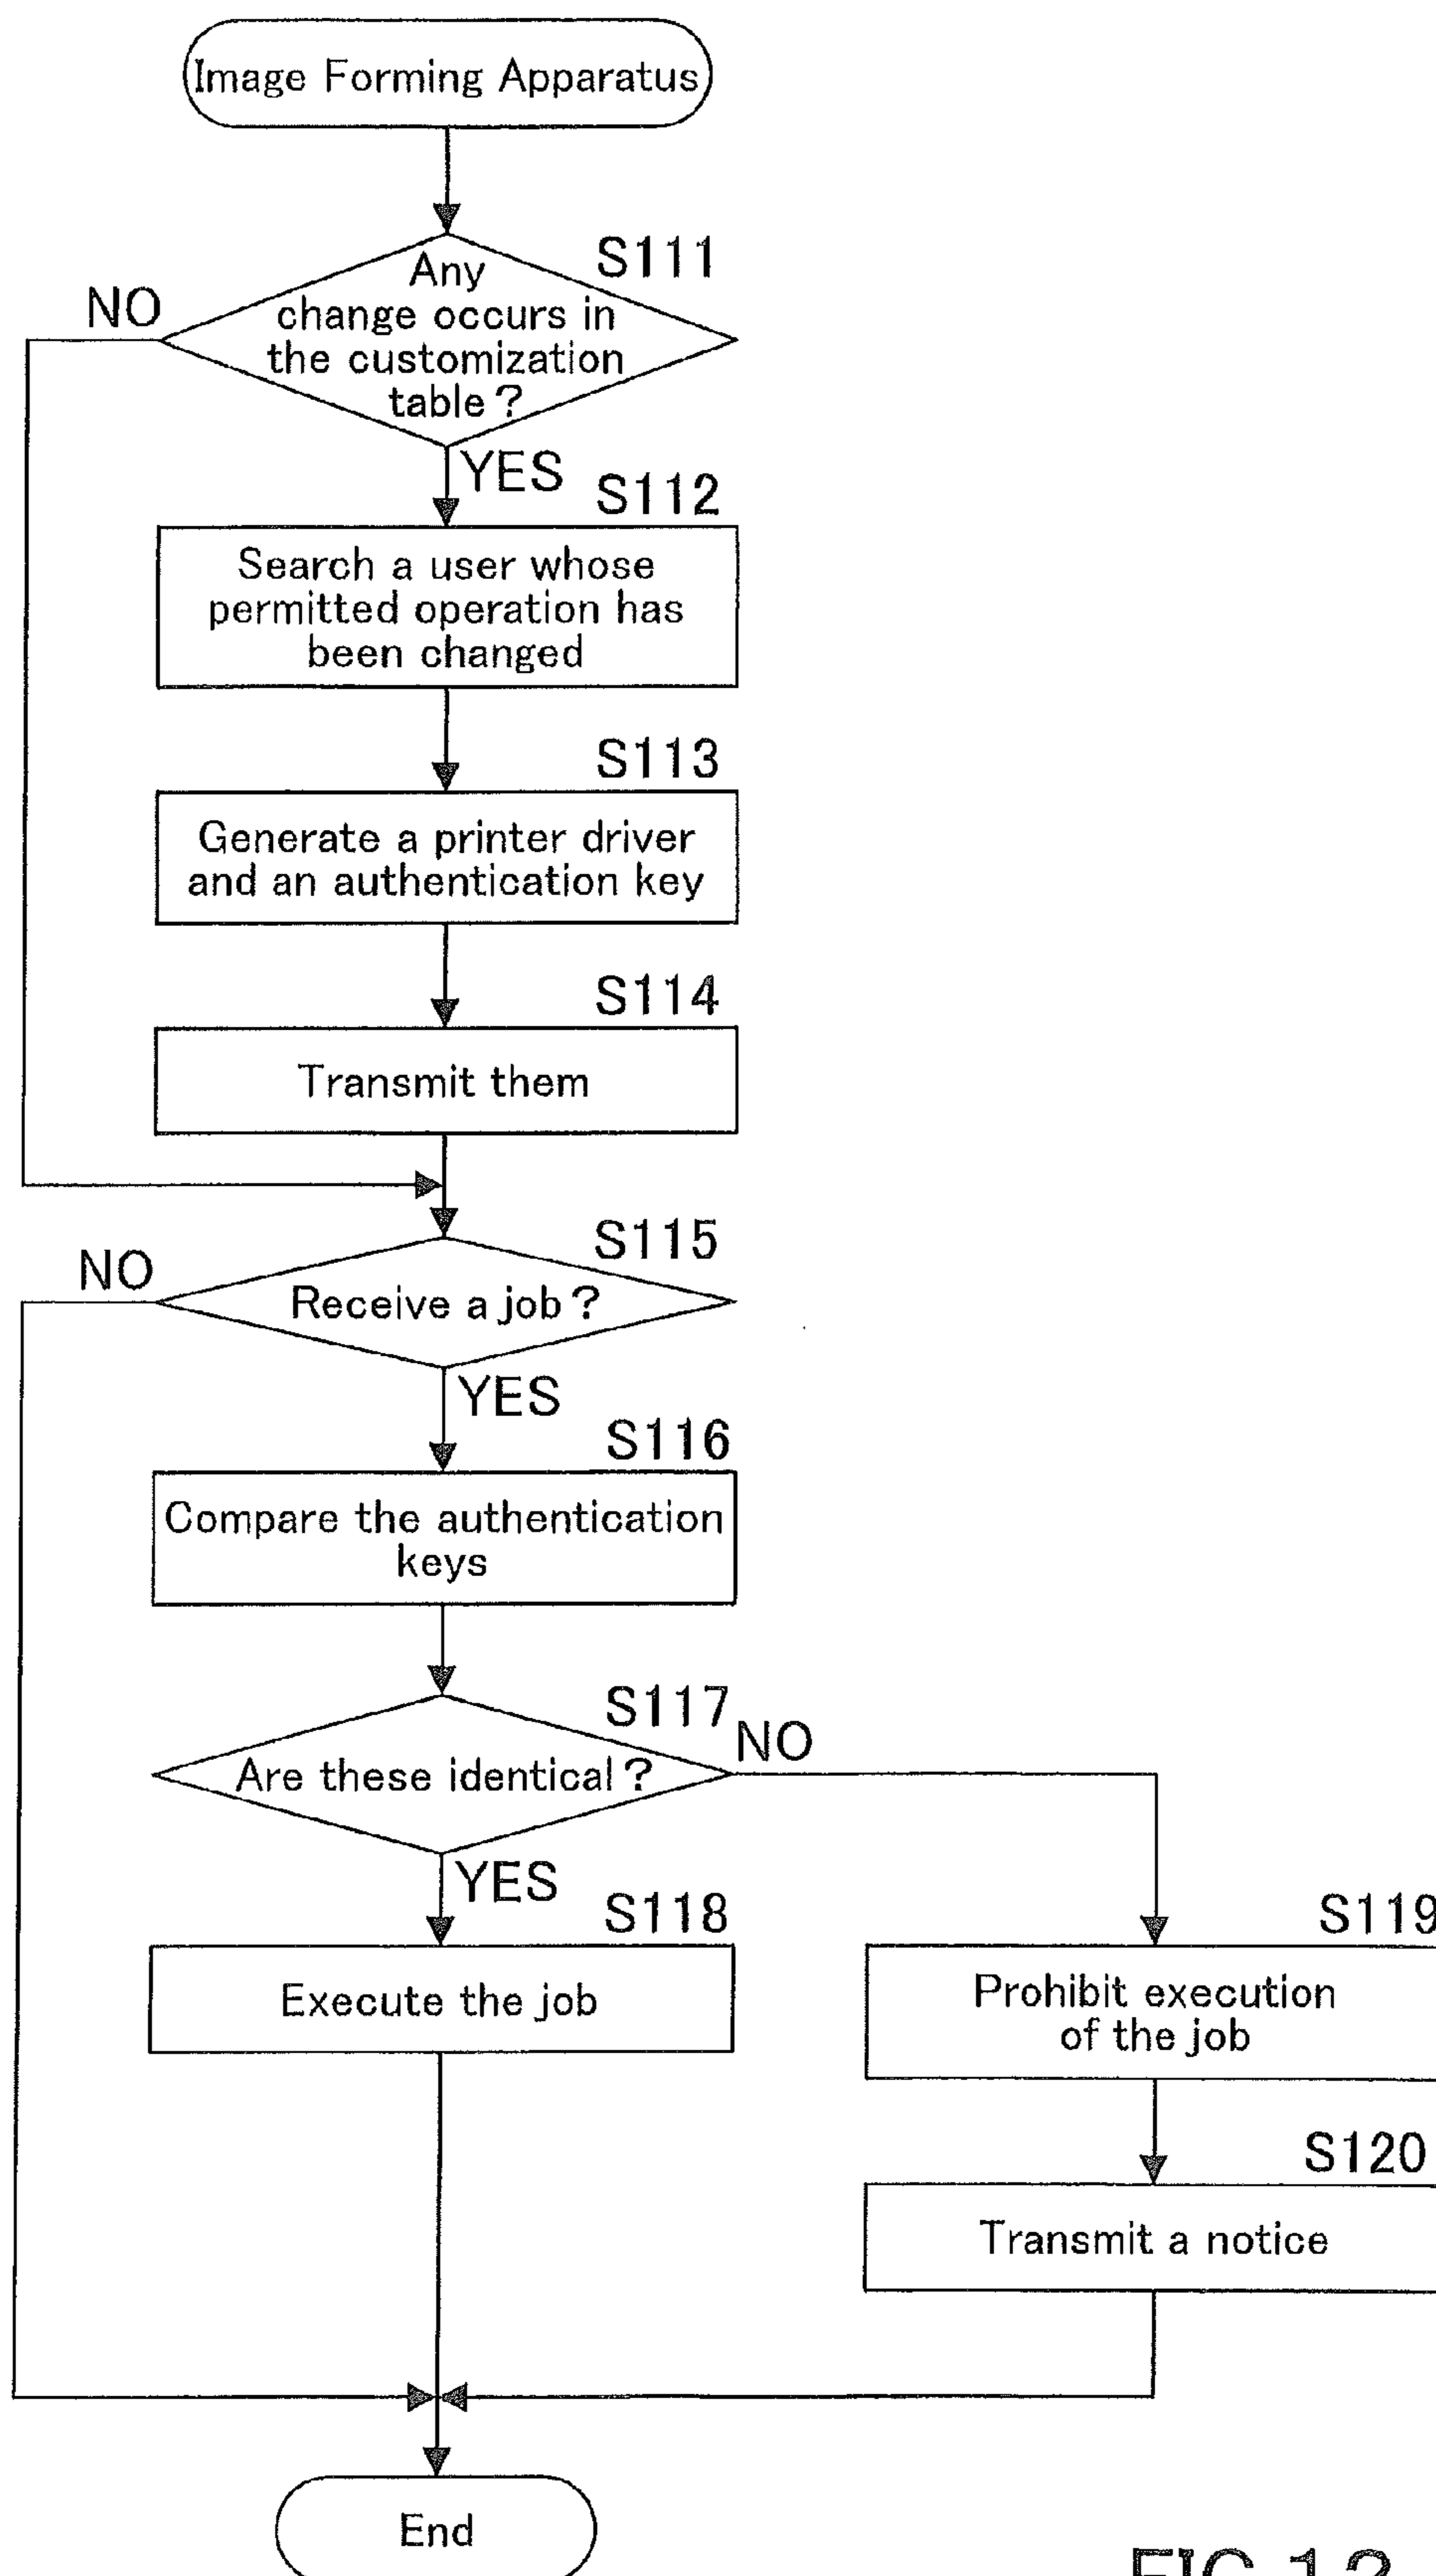 Image Forming Apparatus
S111
Any
change occurs in
the customization
table?
NO
YES
S112
Search a user whose
permitted operation has
been changed
S113
Generate a printer driver
and an authentication key
S114
Transmit them
S115
NO
Receive a job?
YES
S116
Compare the authentication
keys
S117
NO
Are these identical?
YES
S118
Execute the job
S119
Prohibit execution
of the job
S120
Transmit a notice
End
FIG.12